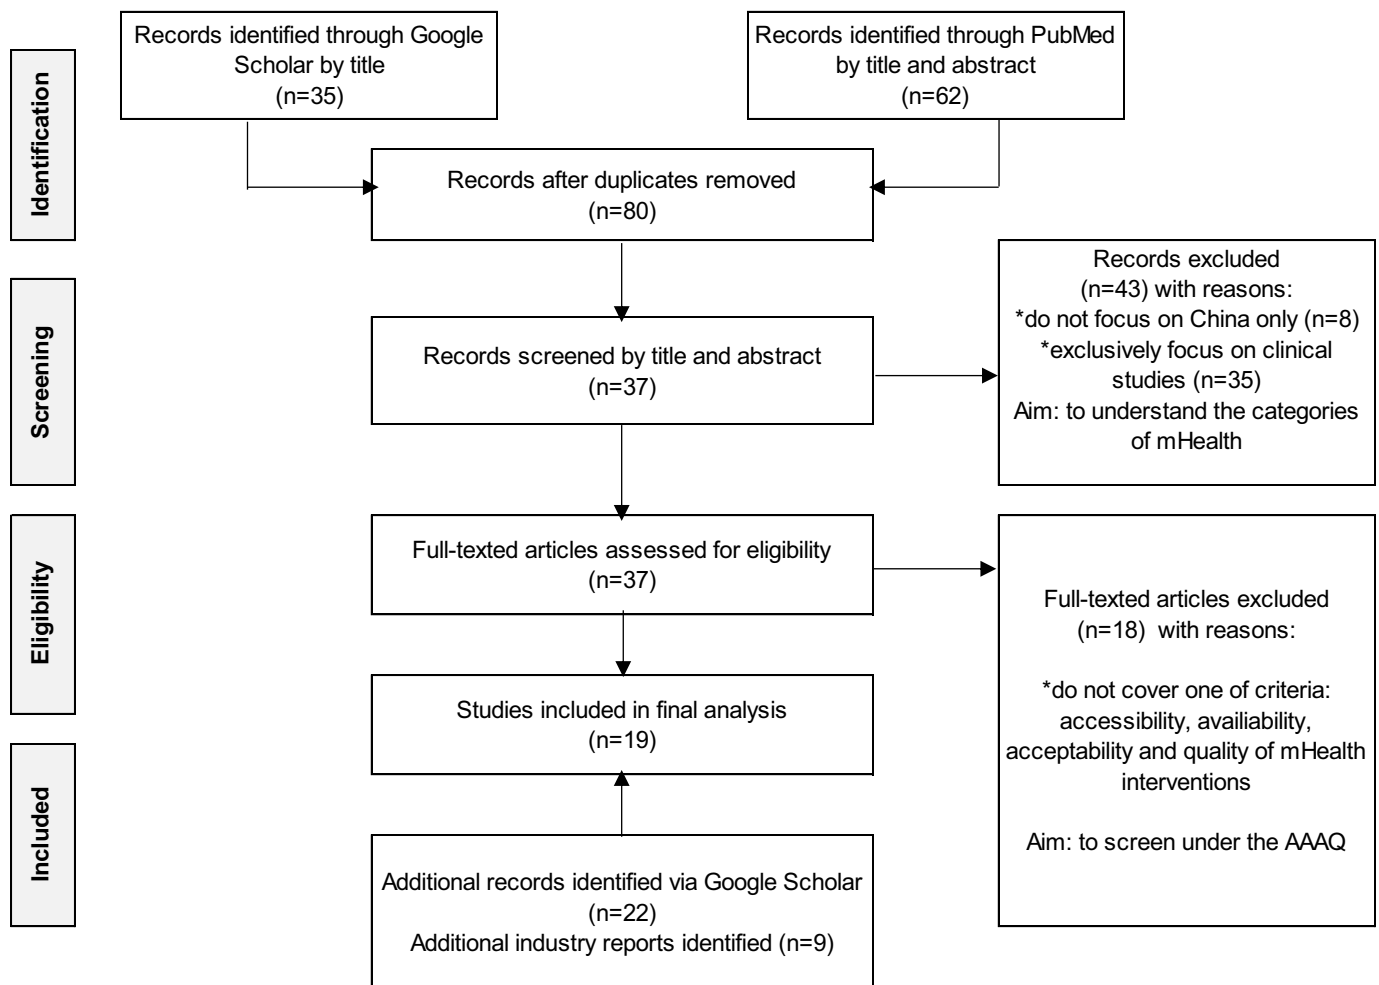 Records identified through Google
Scholar by title
(n=35)
Records identified through PubMed
by title and abstract
(n=62)
Identification
Records after duplicates removed
(n=80)
Records excluded
(n=43) with reasons:
*do not focus on China only (n=8)
*exclusively focus on clinical
studies (n=35)
Aim: to understand the categories
of mHealth
Screening
Records screened by title and abstract
(n=37)
Eligibility
Full-texted articles assessed for eligibility
(n=37)
Full-texted articles excluded
(n=18) with reasons:
*do not cover one of criteria:
accessibility, availiability,
acceptability and quality of mHealth
interventions
Aim: to screen under the AAAQ
Studies included in final analysis
(n=19)
Included
Additional records identified via Google Scholar
(n=22)
Additional industry reports identified (n=9)